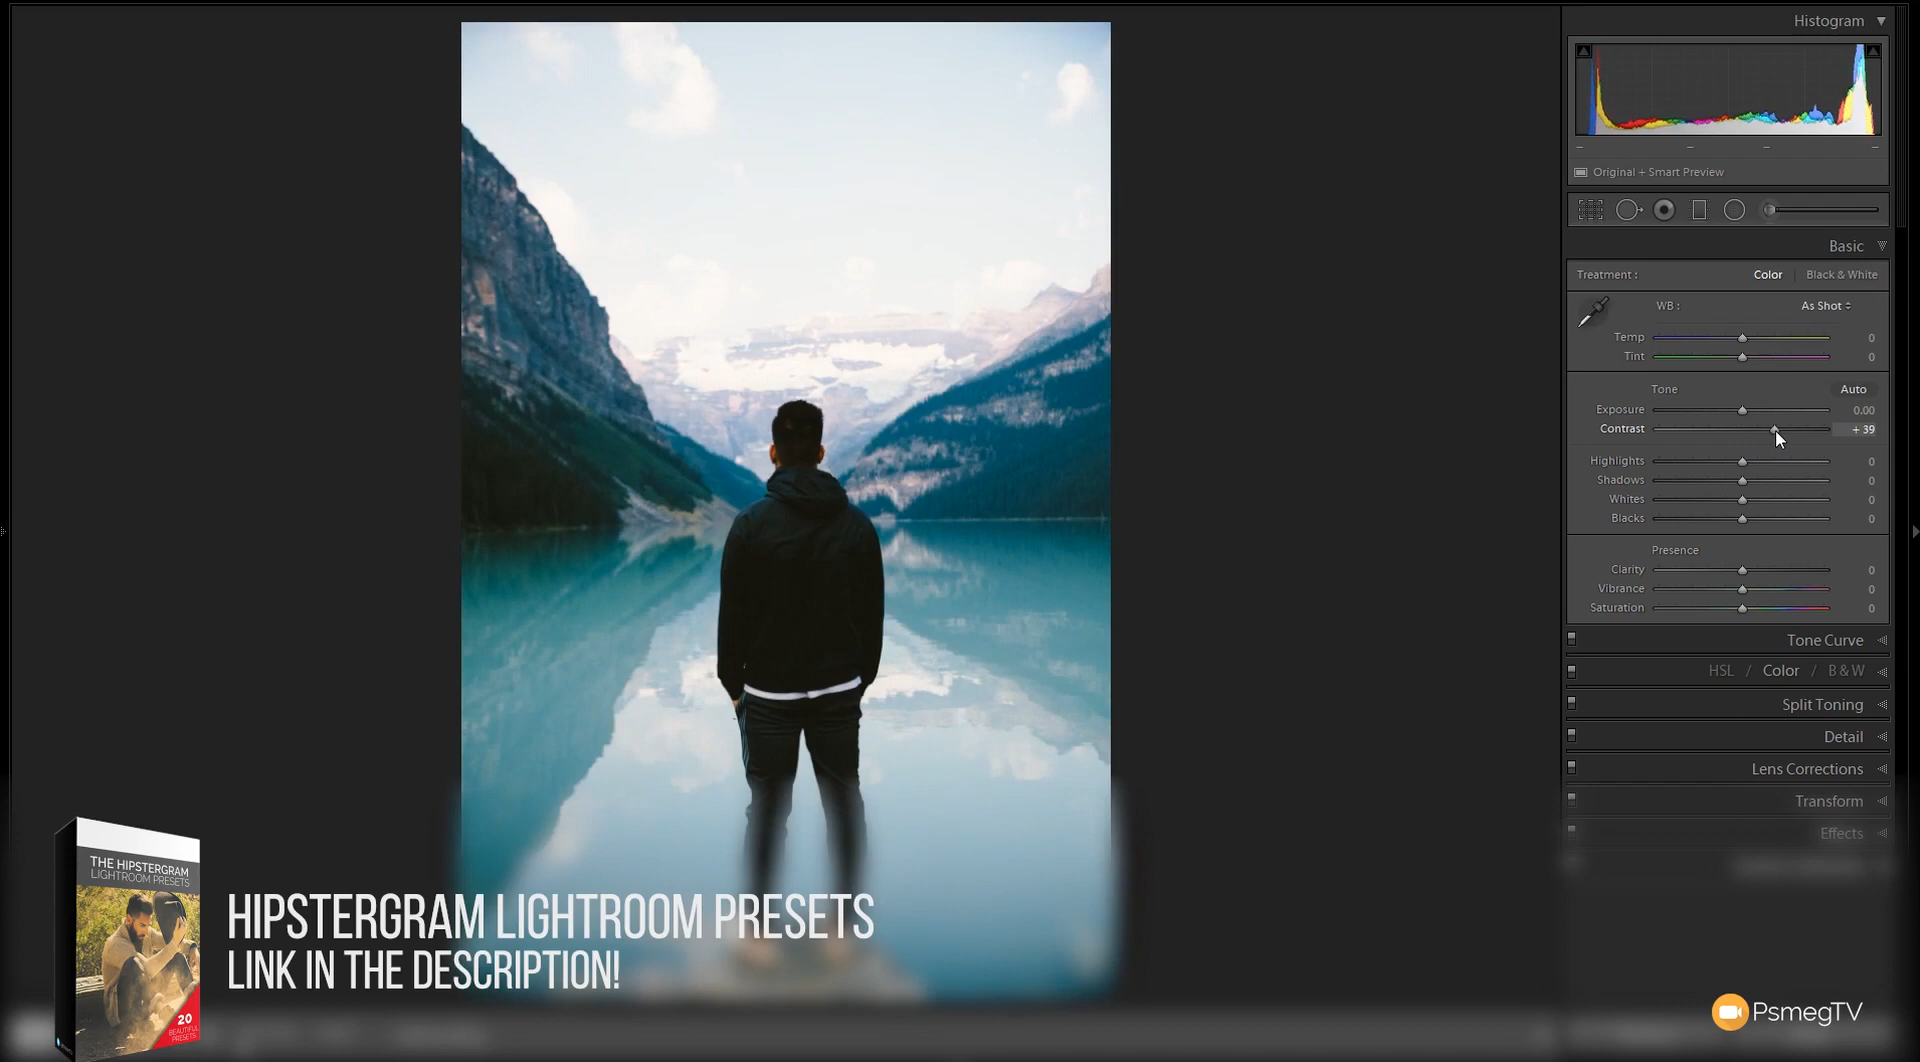 Histogram
Original + Smart Preview
Basic
Treatment : Color Black & White
WB : As Shot
Temp 0
Tint 0
Tone Auto
Exposure 0.00
Contrast + 39
Highlights 0
Shadows 0
Whites 0
Blacks 0
Presence
Clarity 0
Vibrance 0
Saturation 0
Tone Curve
HSL / Color / B & W
Split Toning
Detail
Lens Corrections
Transform
Effects
THE HIPSTERGRAM
LIGHTROOM PRESETS
20
BEAUTIFUL
PRESETS
HIPSTERGRAM LIGHTROOM PRESETS
LINK IN THE DESCRIPTION!
PsmegTV